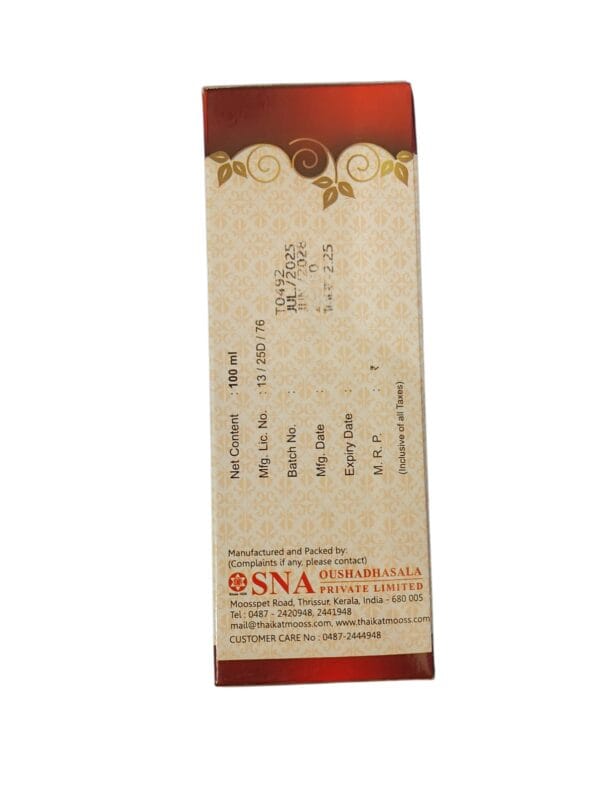 Net Content : 100 ml
Mfg. Lic. No. : 13 / 25D / 76
Batch No. : T0492
Mfg. Date : JUL./2025
Expiry Date : 2028
M. R. P. : ₹
(Inclusive of all Taxes)
2.25
Manufactured and Packed by:
(Complaints if any, please contact)
SNA OUSHADHASALA
PRIVATE LIMITED
Moosspet Road, Thrissur, Kerala, India - 680 005
Tel : 0487 - 2420948, 2441948
mail@thaikatmooss.com, www.thaikatmooss.com
CUSTOMER CARE No : 0487-2444948